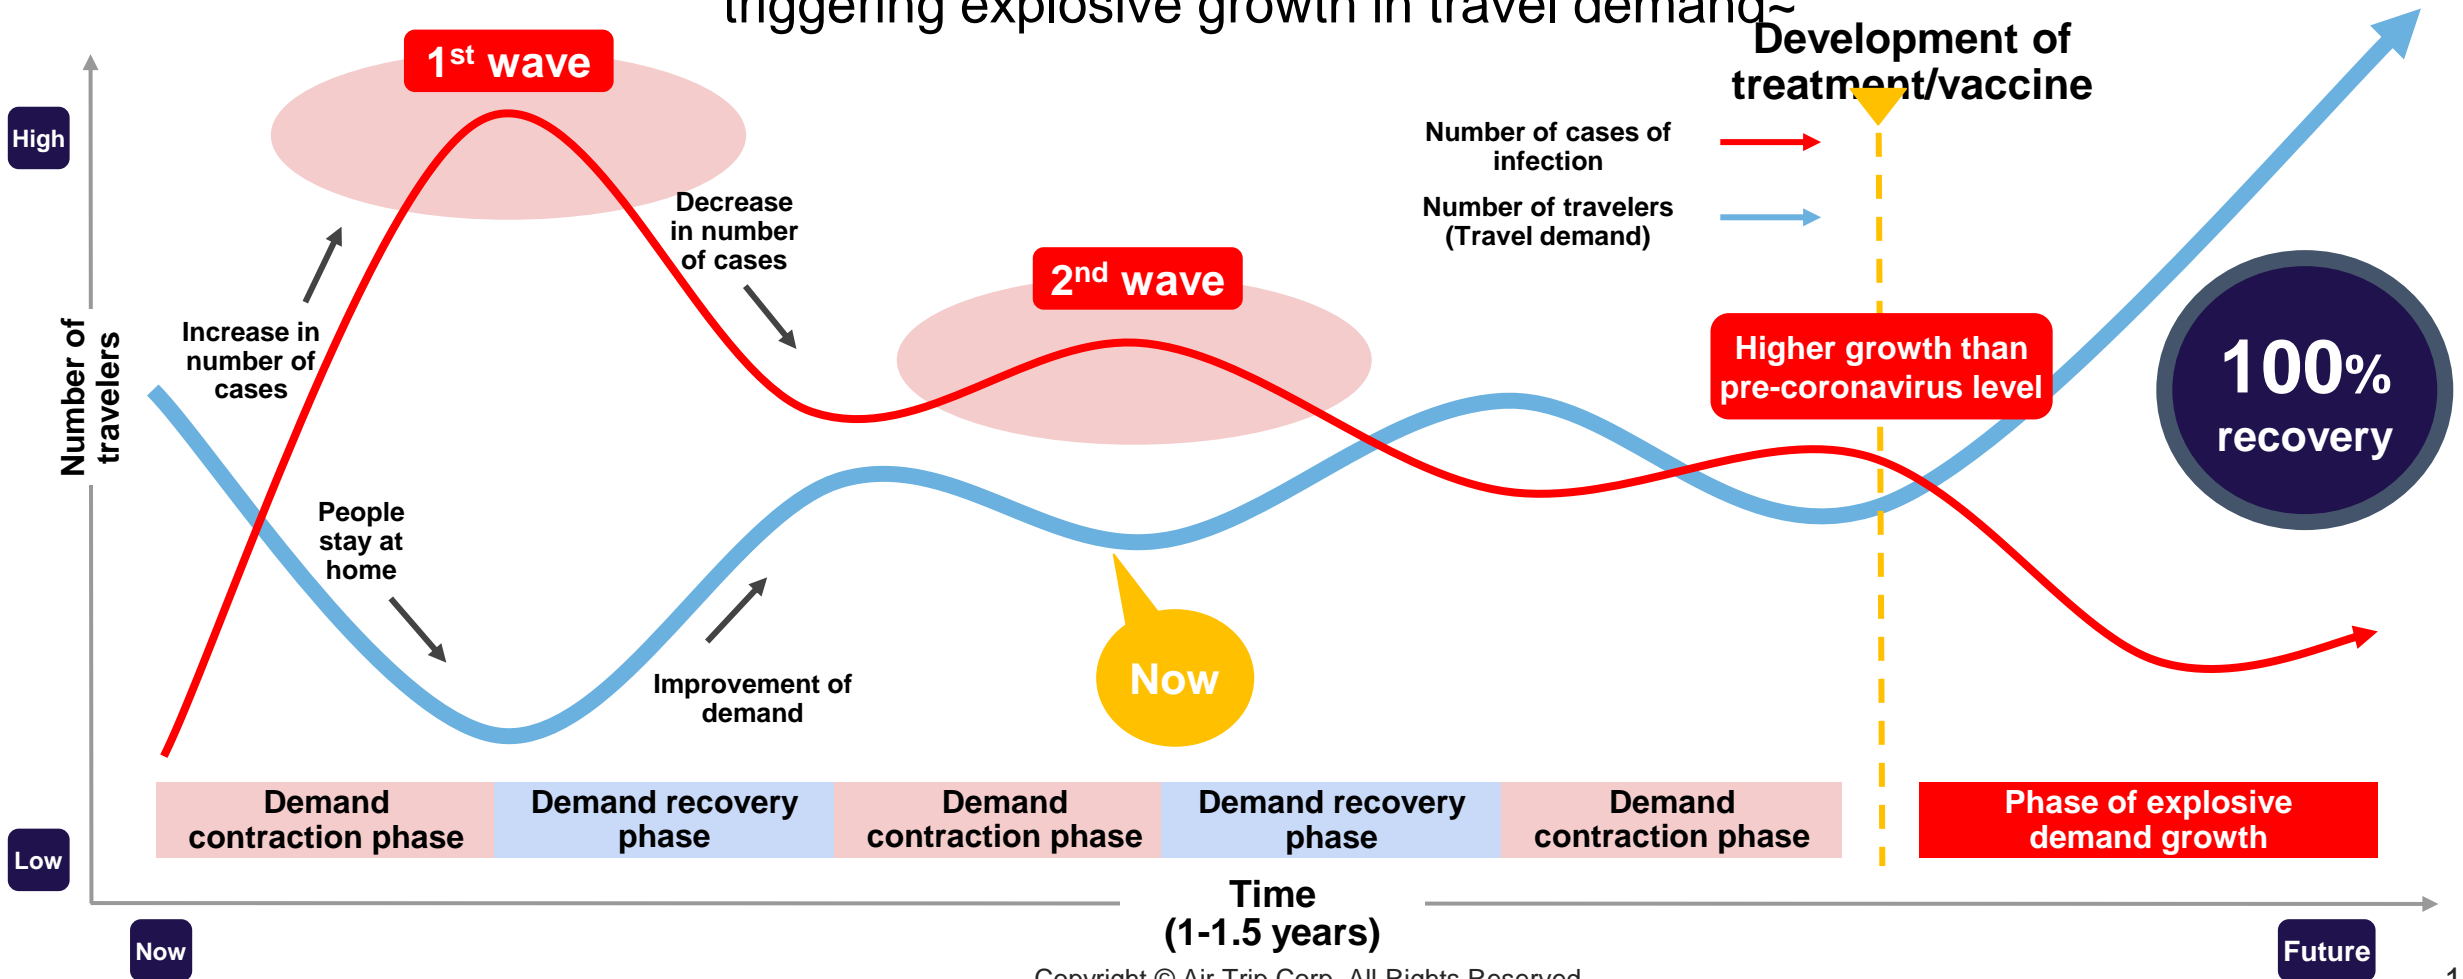 triggering explosive growth in travel demand~
Development of
treatment/vaccine
1st wave
High
Number of cases of
infection
Decrease
in number
of cases
Number of travelers
(Travel demand)
2nd wave
Number of
travelers
Increase in
number of
cases
Higher growth than
pre-coronavirus level
100%
recovery
People
stay at
home
Now
Improvement of
demand
Demand
contraction phase
Demand recovery
phase
Demand
contraction phase
Demand recovery
phase
Demand
contraction phase
Phase of explosive
demand growth
Low
Time
(1-1.5 years)
Now
Future
Copyright © Air Trip Corp. All Rights Reserved